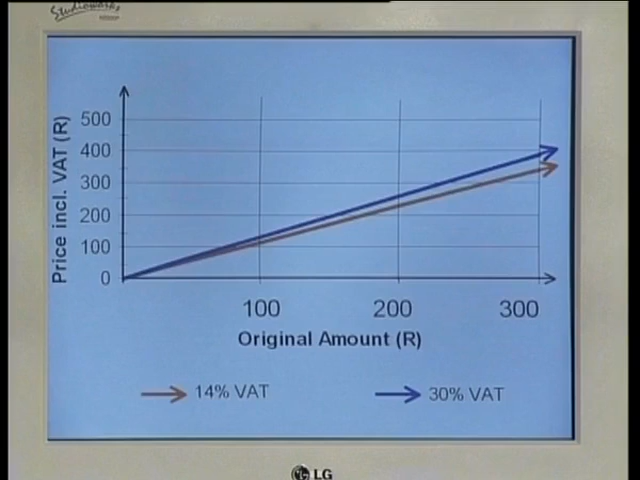 Studioworks
Price incl. VAT (R)
500
400
300
200
100
0
100 200 300
Original Amount (R)
14% VAT 30% VAT
LG